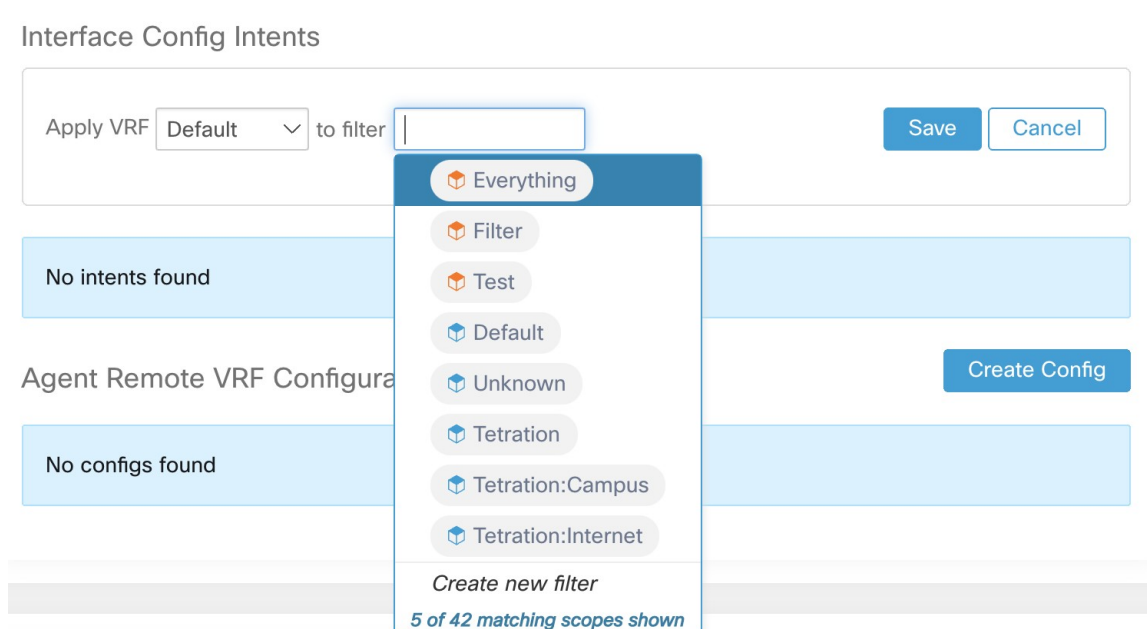 Interface Config Intents
Apply VRF Default to filter Save Cancel
Everything
Filter
Test
Default
Unknown
Tetration
Tetration:Campus
Tetration:Internet
Create new filter
5 of 42 matching scopes shown
No intents found
Agent Remote VRF Configura Create Config
No configs found